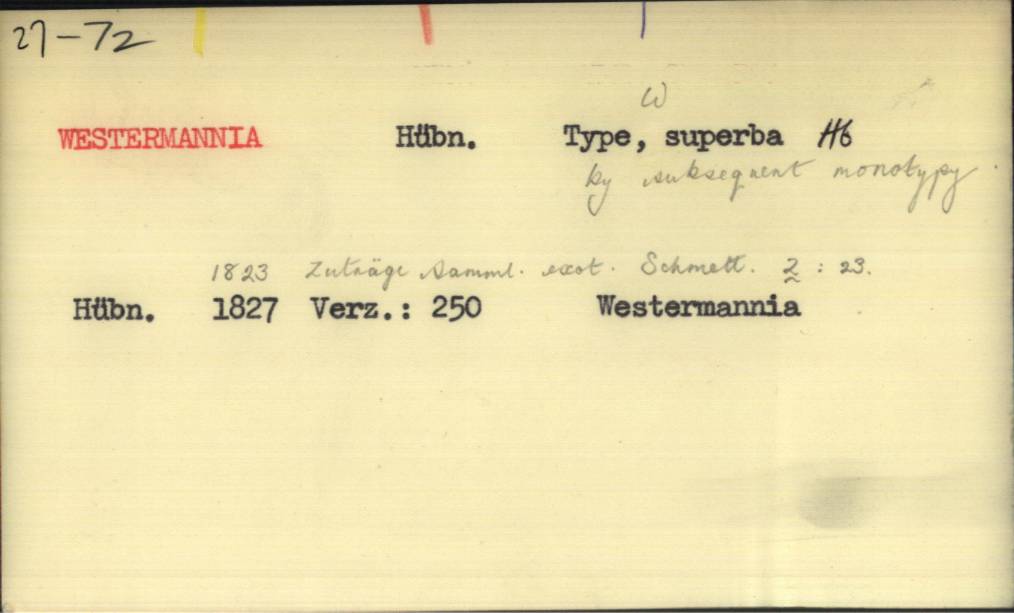 27-72
W
WESTERMANNIA Hübn. Type, superba Hb
by subsequent monotypy.
1823 Zuträge Samml. exot. Schmett. 2 : 23.
Hübn. 1827 Verz.: 250 Westermannia